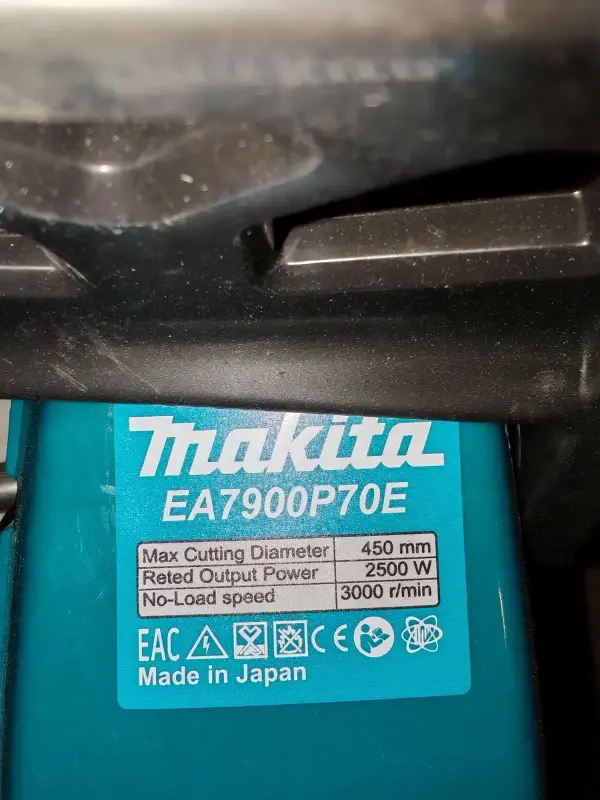 makita
EA7900P70E
Max Cutting Diameter 450 mm
Reted Output Power 2500 W
No-Load speed 3000 r/min
EAC CE
Made in Japan